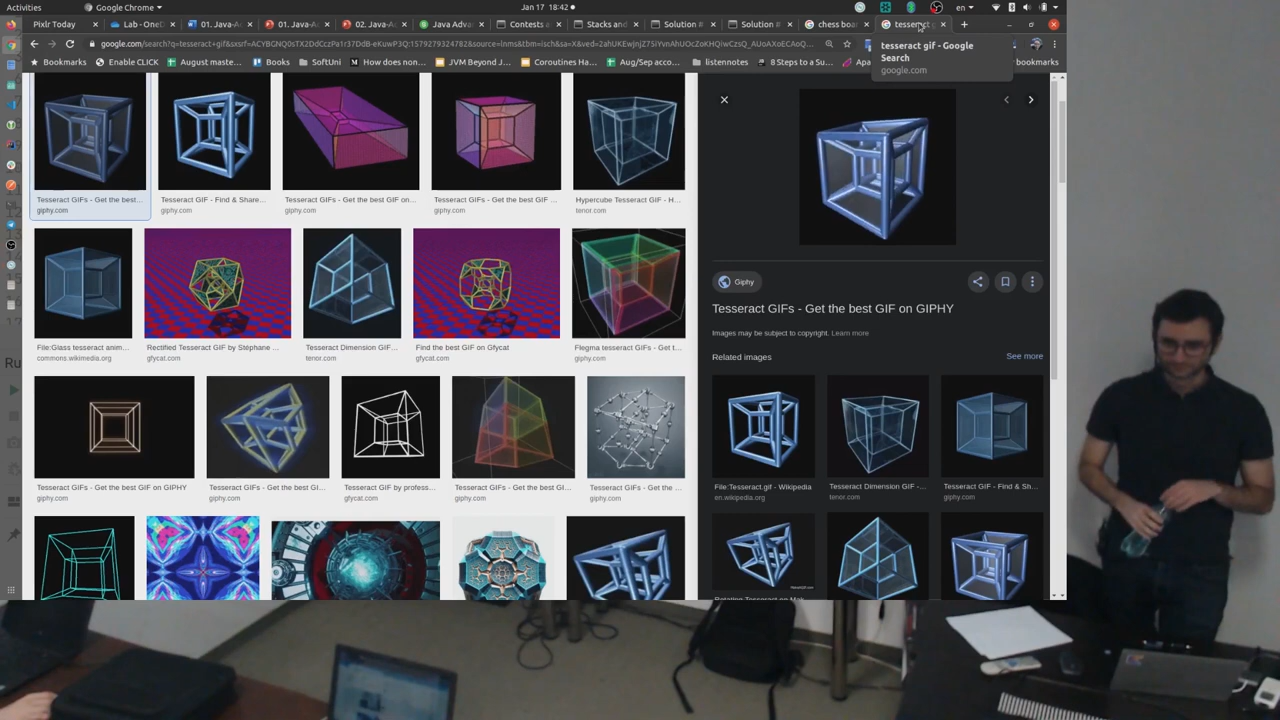 Activities
Google Chrome
Jan 17 18:42
en
Pixlr Today
Lab - OneD
01. Java-A
01. Java-A
02. Java-A
Java Advan
Contests a
Stacks and
Solution #
Solution #
chess boar
tesseract g
Bookmarks
Enable CLICK
August maste
Books
SoftUni
How does non
JVM Beyond J
Coroutines Ha
Aug/Sep acco
listennotes
8 Steps to a Su
bookmarks
tesseract gif - Google
Search
google.com
Tesseract GIFs - Get the best...
giphy.com
Tesseract GIF - Find & Share...
giphy.com
Tesseract GIFs - Get the best GIF on...
giphy.com
Tesseract GIFs - Get the best GIF ...
giphy.com
Hypercube Tesseract GIF - H...
tenor.com
File:Glass tesseract anim...
commons.wikimedia.org
Rectified Tesseract GIF by Stéphane ...
gfycat.com
Tesseract Dimension GIF...
tenor.com
Find the best GIF on Gfycat
gfycat.com
Flegma tesseract GIFs - Get t...
giphy.com
Tesseract GIFs - Get the best GIF on GIPHY
giphy.com
Tesseract GIFs - Get the best GI...
giphy.com
Tesseract GIF by profess...
gfycat.com
Tesseract GIFs - Get the best GI...
giphy.com
Tesseract GIFs - Get the ...
giphy.com
Giphy
Tesseract GIFs - Get the best GIF on GIPHY
Images may be subject to copyright. Learn more
Related images
See more
File:Tesseract.gif - Wikipedia
en.wikipedia.org
Tesseract Dimension GIF -...
tenor.com
Tesseract GIF - Find & Sh...
giphy.com
Ru